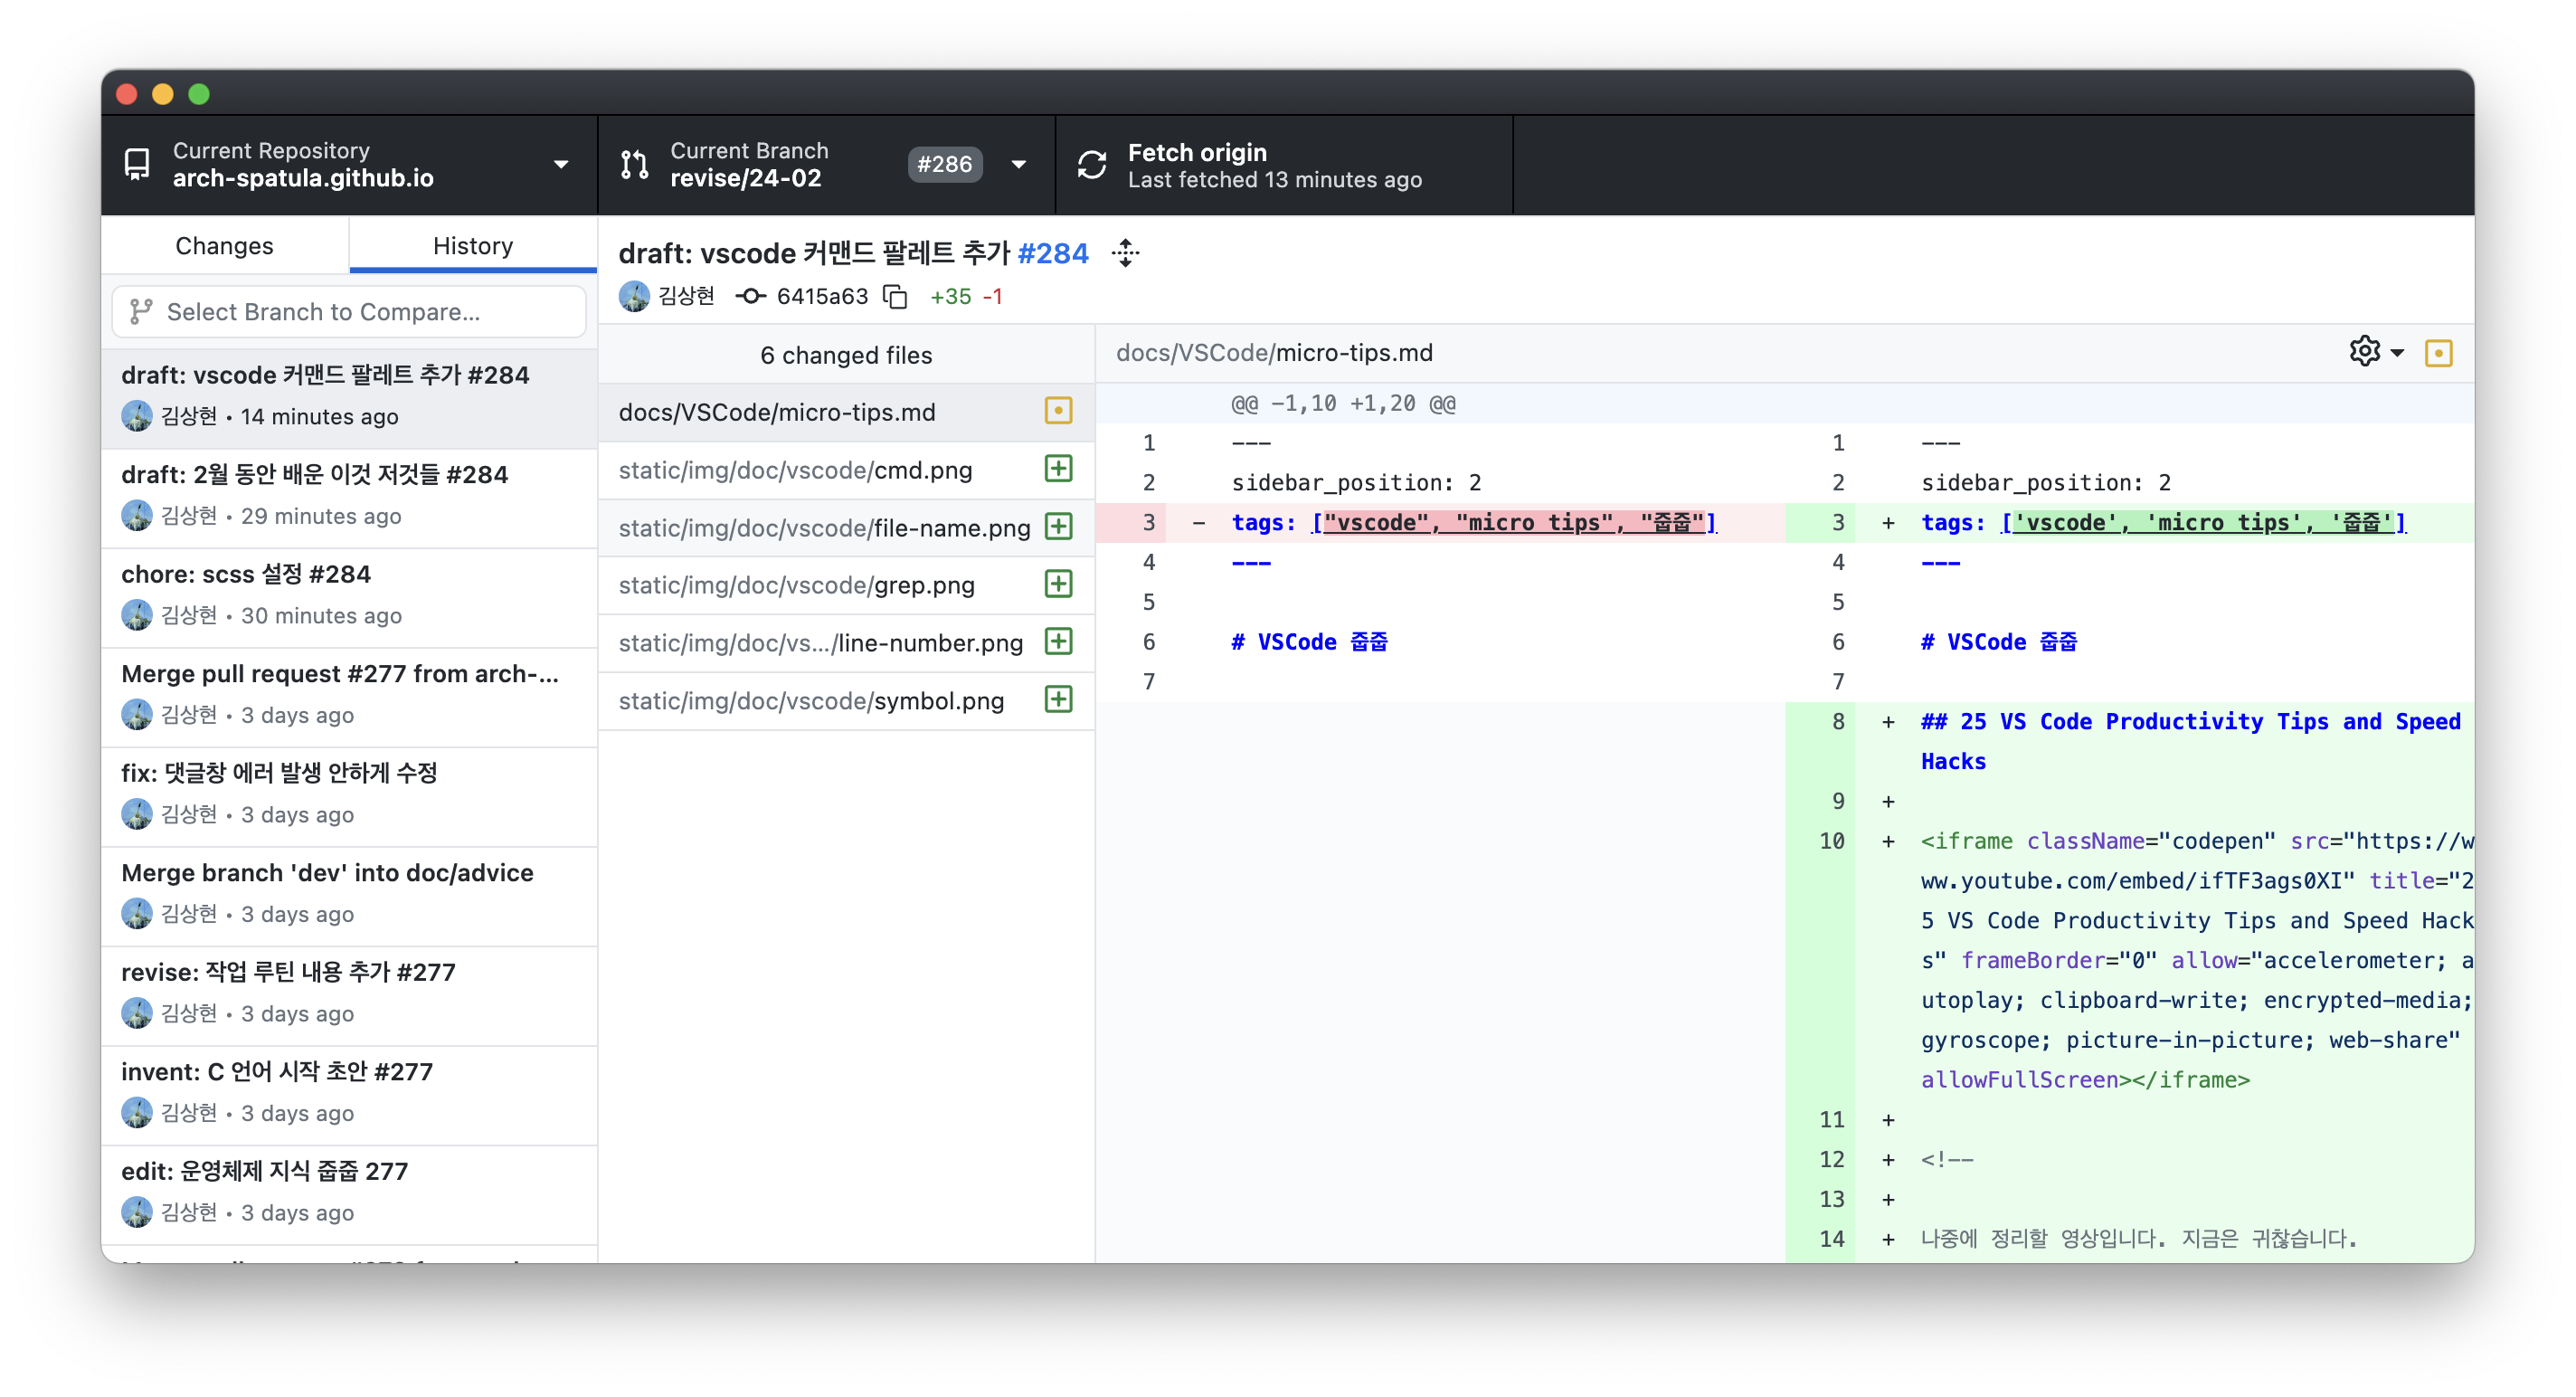 Current Repository
arch-spatula.github.io
Current Branch
revise/24-02
#286
Fetch origin
Last fetched 13 minutes ago
Changes
History
Select Branch to Compare...
draft: vscode 커맨드 팔레트 추가 #284
김상현 • 14 minutes ago
draft: 2월 동안 배운 이것 저것들 #284
김상현 • 29 minutes ago
chore: scss 설정 #284
김상현 • 30 minutes ago
Merge pull request #277 from arch-...
김상현 • 3 days ago
fix: 댓글창 에러 발생 안하게 수정
김상현 • 3 days ago
Merge branch 'dev' into doc/advice
김상현 • 3 days ago
revise: 작업 루틴 내용 추가 #277
김상현 • 3 days ago
invent: C 언어 시작 초안 #277
김상현 • 3 days ago
edit: 운영체제 지식 줍줍 277
김상현 • 3 days ago
draft: vscode 커맨드 팔레트 추가 #284
김상현 6415a63 +35 -1
6 changed files
docs/VSCode/micro-tips.md
static/img/doc/vscode/cmd.png
static/img/doc/vscode/file-name.png
static/img/doc/vscode/grep.png
static/img/doc/vs.../line-number.png
static/img/doc/vscode/symbol.png
docs/VSCode/micro-tips.md
@@ -1,10 +1,20 @@
1 ---
2 sidebar_position: 2
3 - tags: ["vscode", "micro tips", "줍줍"]
4 ---
5
6 # VSCode 줍줍
7
1 ---
2 sidebar_position: 2
3 + tags: ['vscode', 'micro tips', '줍줍']
4 ---
5
6 # VSCode 줍줍
7
8 + ## 25 VS Code Productivity Tips and Speed
Hacks
9 +
10 + <iframe className="codepen" src="https://w
ww.youtube.com/embed/ifTF3ags0XI" title="2
5 VS Code Productivity Tips and Speed Hack
s" frameBorder="0" allow="accelerometer; a
utoplay; clipboard-write; encrypted-media;
gyroscope; picture-in-picture; web-share"
allowFullScreen></iframe>
11 +
12 + <!--
13 +
14 + 나중에 정리할 영상입니다. 지금은 귀찮습니다.